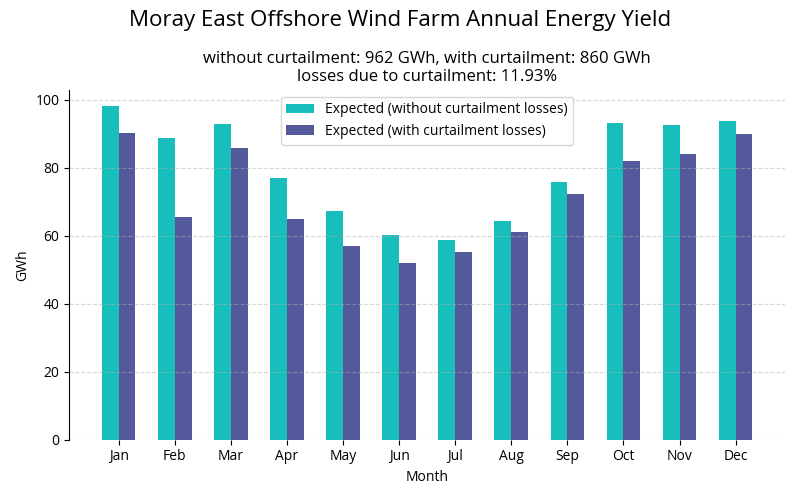 Moray East Offshore Wind Farm Annual Energy Yield
without curtailment: 962 GWh, with curtailment: 860 GWh
losses due to curtailment: 11.93%
Expected (without curtailment losses)
Expected (with curtailment losses)
GWh
100
80
60
40
20
0
Jan Feb Mar Apr May Jun Jul Aug Sep Oct Nov Dec
Month